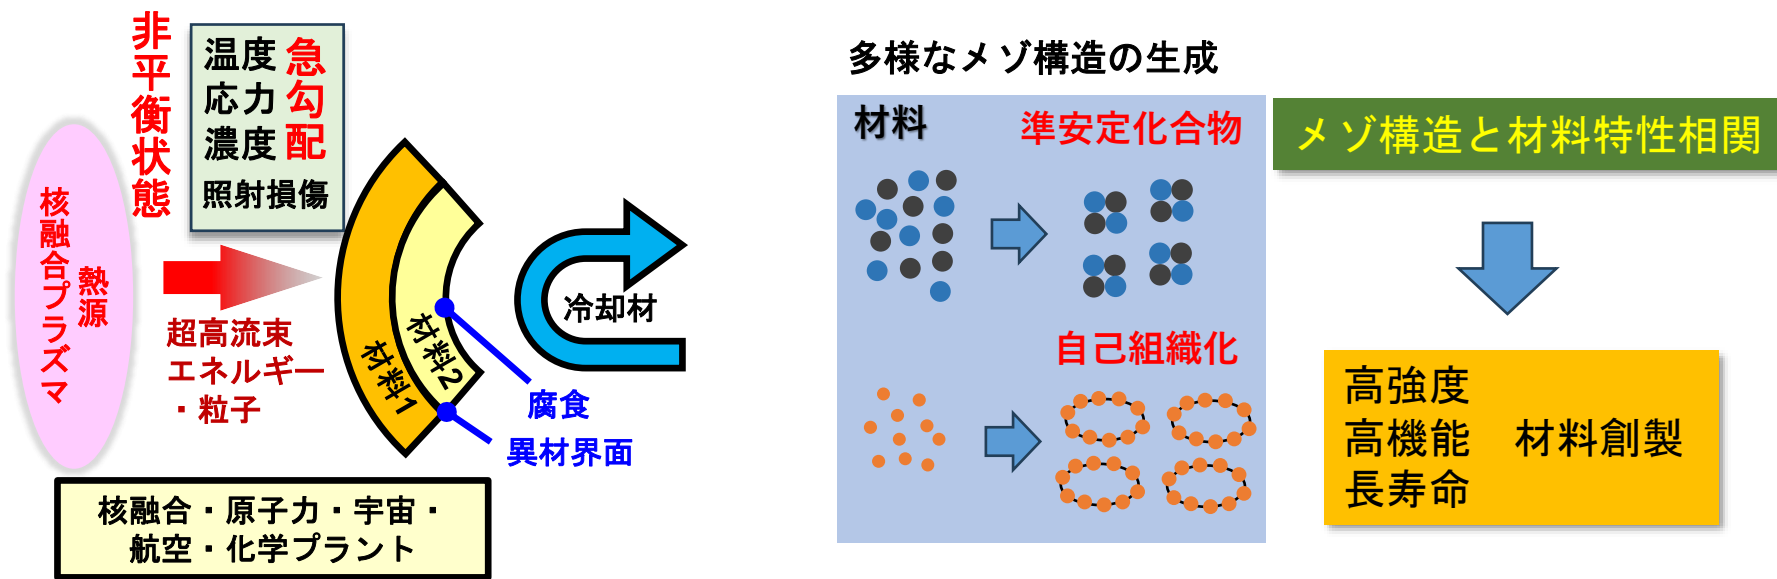 非平衡状態
温度
応力
濃度
急勾配
照射損傷
核融合プラズマ
熱源
超高流束
エネルギー
・粒子
材料1
材料2
冷却材
腐食
異材界面
核融合・原子力・宇宙・
航空・化学プラント
多様なメゾ構造の生成
材料
準安定化合物
自己組織化
メゾ構造と材料特性相関
高強度
高機能 材料創製
長寿命